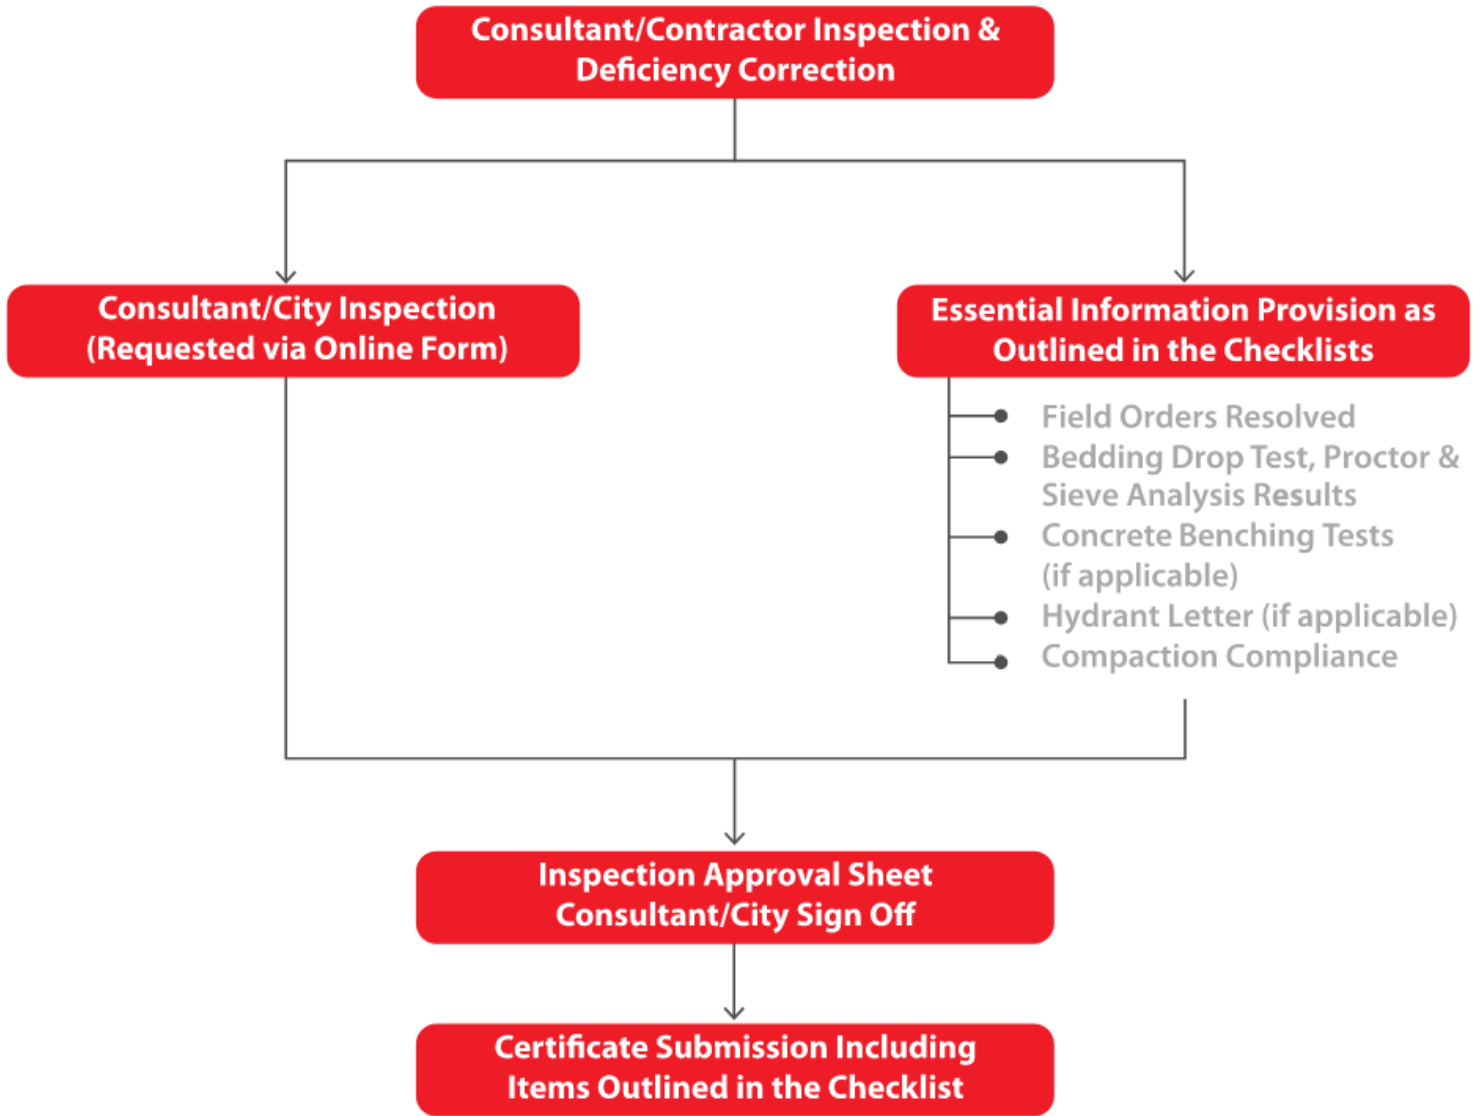 Consultant/Contractor Inspection &
Deficiency Correction
Consultant/City Inspection
(Requested via Online Form)
Essential Information Provision as
Outlined in the Checklists
Field Orders Resolved
Bedding Drop Test, Proctor &
Sieve Analysis Results
Concrete Benching Tests
(if applicable)
Hydrant Letter (if applicable)
Compaction Compliance
Inspection Approval Sheet
Consultant/City Sign Off
Certificate Submission Including
Items Outlined in the Checklist